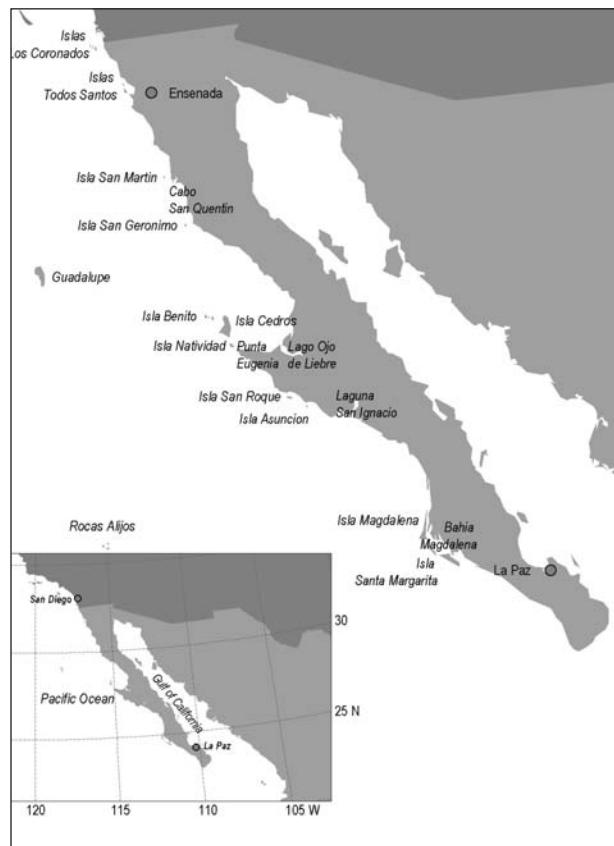 Islas
Los Coronados
Islas
Todos Santos
Ensenada
Isla San Martin
Cabo
San Quentin
Isla San Geronimo
Guadalupe
Isla Benito
Isla Cedros
Isla Natividad
Punta
Eugenia
Lago Ojo
de Liebre
Isla San Roque
Isla Asuncion
Laguna
San Ignacio
Isla Magdalena
Bahia
Magdalena
Isla
Santa Margarita
La Paz
Rocas Alijos
San Diego
30
Gulf of California
Pacific Ocean
25 N
La Paz
120
115
110
105 W